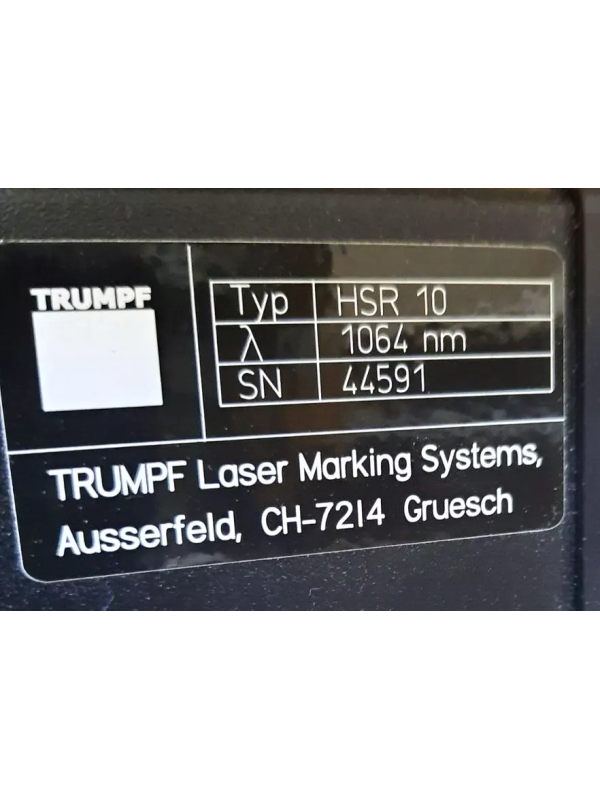 TRUMPF
Typ HSR 10
λ 1064 nm
SN 44591
TRUMPF Laser Marking Systems,
Ausserfeld, CH-7214 Gruesch